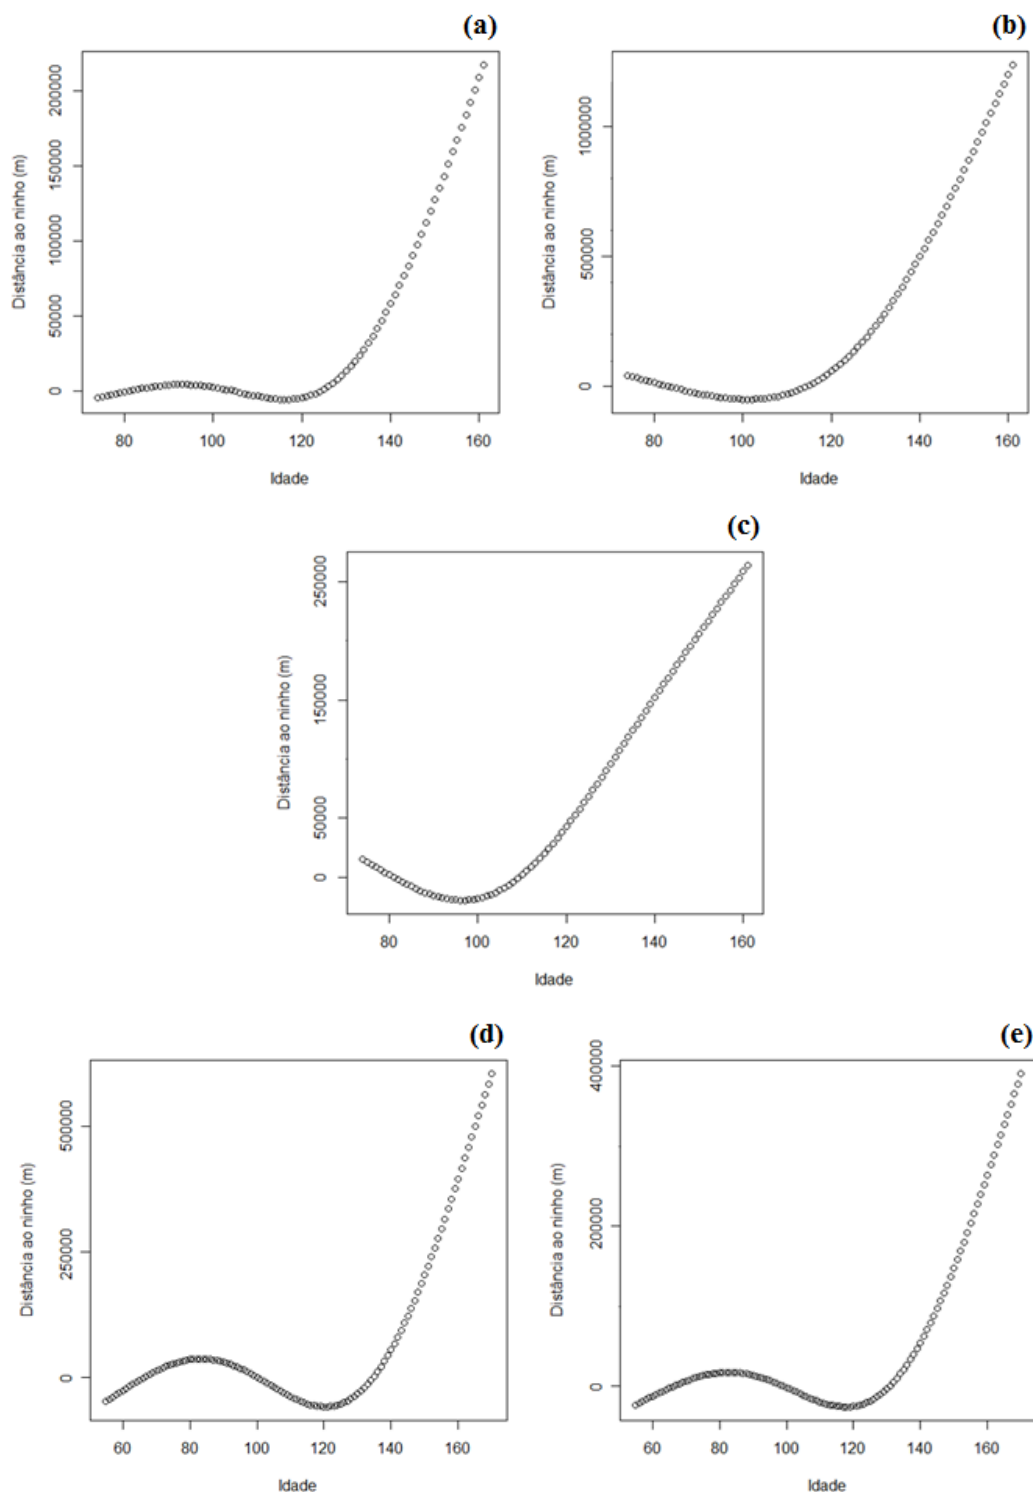 (a)
Distância ao ninho (m)
200000
150000
100000
50000
0
80 100 120 140 160
Idade
(b)
Distância ao ninho (m)
1000000
500000
0
80 100 120 140 160
Idade
(c)
Distância ao ninho (m)
250000
150000
50000
0
80 100 120 140 160
Idade
(d)
Distância ao ninho (m)
500000
250000
0
60 80 100 120 140 160
Idade
(e)
Distância ao ninho (m)
400000
200000
0
60 80 100 120 140 160
Idade